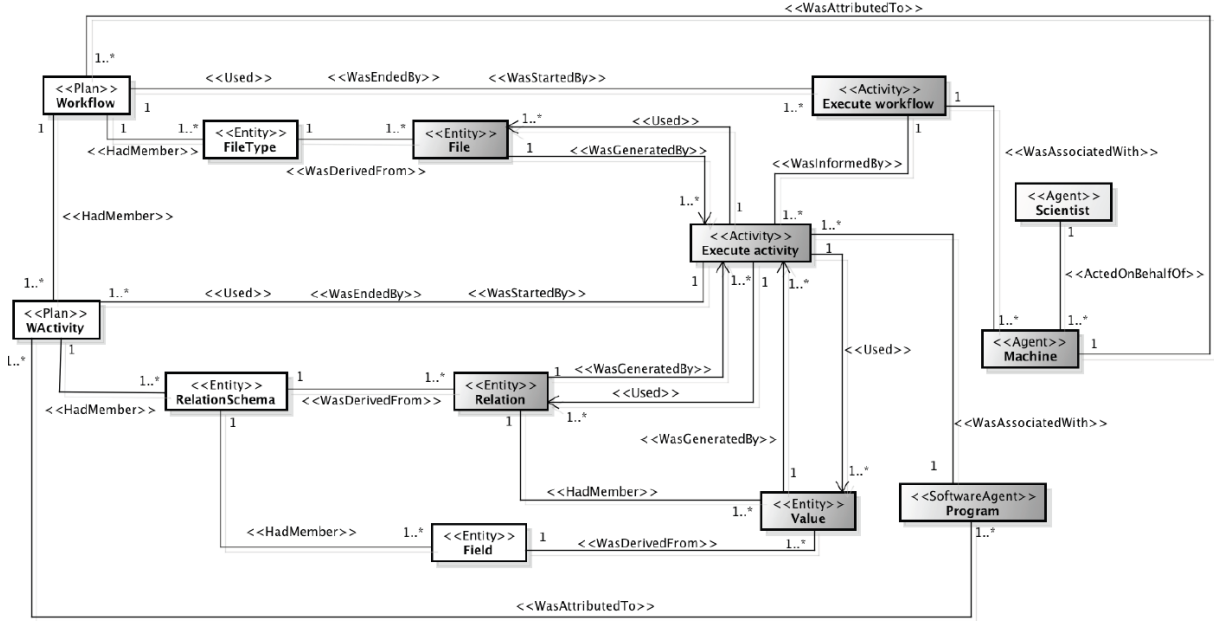 <<WasAttributedTo>>
1..*
<<Plan>>
Workflow
<<Used>> <<WasEndedBy>> <<WasStartedBy>>
<<Activity>>
Execute workflow
1 1..* 1
1 1 1..*
<<Entity>>
FileType
1 1..*
<<Entity>>
File
1..* <<Used>>
1
<<HadMember>>
<<WasGeneratedBy>>
1
<<WasInformedBy>>
<<WasAssociatedWith>>
<<WasDerivedFrom>>
<<Agent>>
Scientist
1..* 1 1..*
1
<<HadMember>>
<<Activity>>
Execute activity
1..*
1
<<ActedOnBehalfOf>>
1..*
1..* <<Used>> <<WasEndedBy>> <<WasStartedBy>> 1
1..* 1 1..*
<<Plan>>
WActivity
1..* 1..*
<<Agent>>
Machine
1
1..* 1
<<Used>>
1..*
<<Entity>>
RelationSchema
1 1..*
<<Entity>>
Relation
1 <<WasGeneratedBy>>
<<Used>>
1..*
<<HadMember>>
<<WasDerivedFrom>>
1 1
<<WasGeneratedBy>>
<<WasAssociatedWith>>
1 1..* 1
<<HadMember>>
1..*
<<Entity>>
Value
<<SoftwareAgent>>
Program
1..*
<<HadMember>>
1..*
<<Entity>>
Field
1 <<WasDerivedFrom>> 1..*
<<WasAttributedTo>>